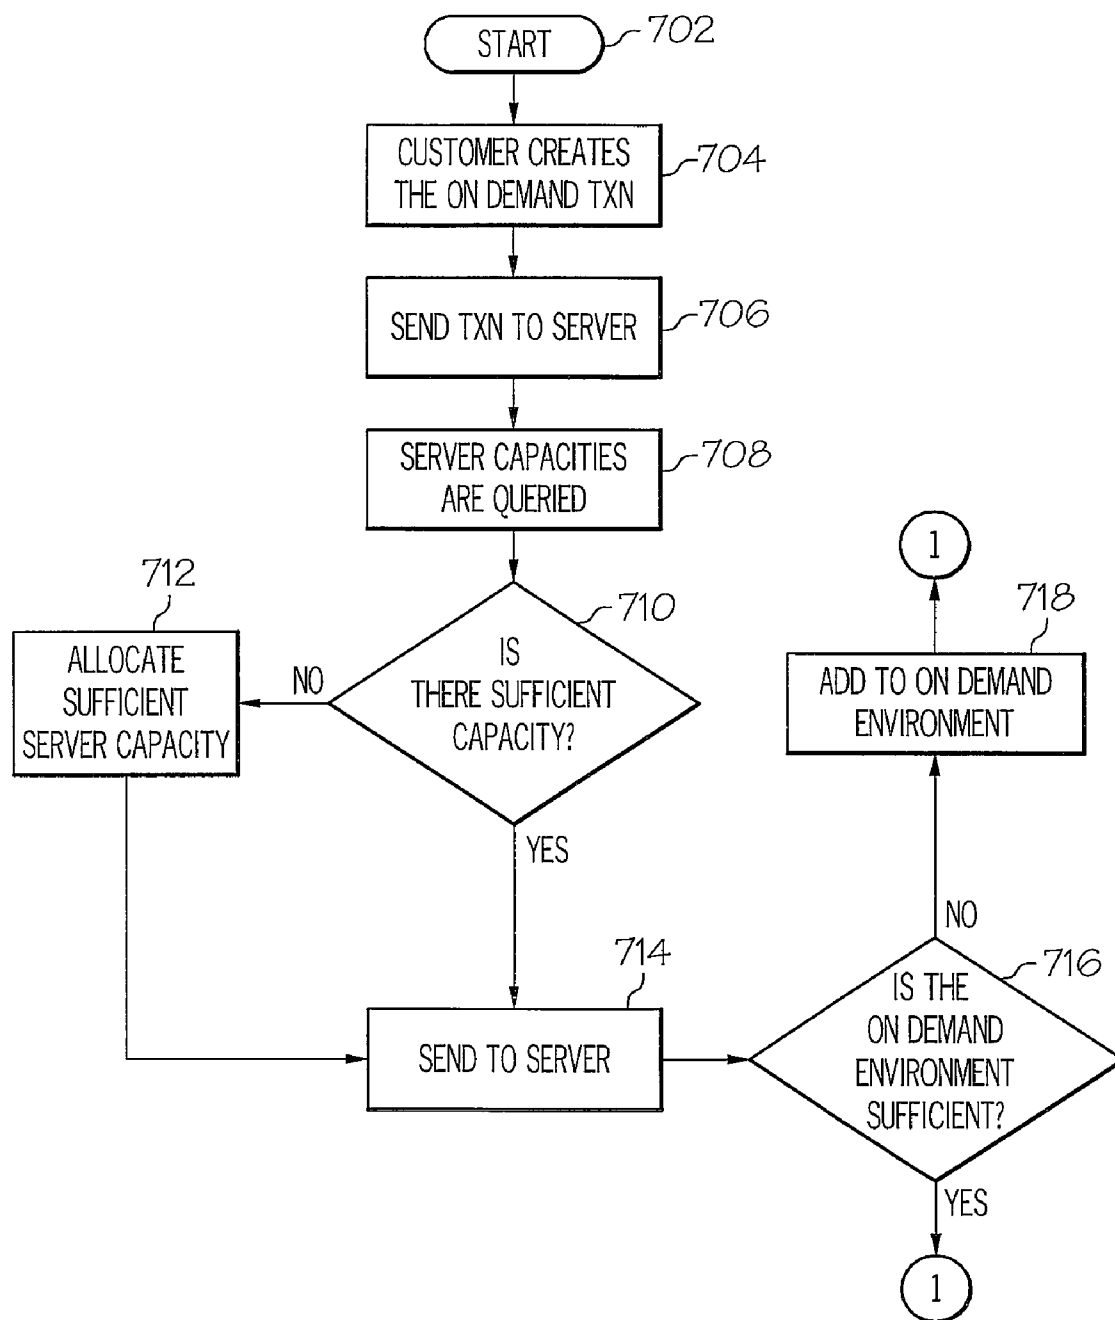 START
702
CUSTOMER CREATES
THE ON DEMAND TXN
704
SEND TXN TO SERVER
706
SERVER CAPACITIES
ARE QUERIED
708
IS
THERE SUFFICIENT
CAPACITY?
710
NO
712
ALLOCATE
SUFFICIENT
SERVER CAPACITY
YES
714
SEND TO SERVER
716
IS THE
ON DEMAND
ENVIRONMENT
SUFFICIENT?
NO
718
ADD TO ON DEMAND
ENVIRONMENT
1
YES
1